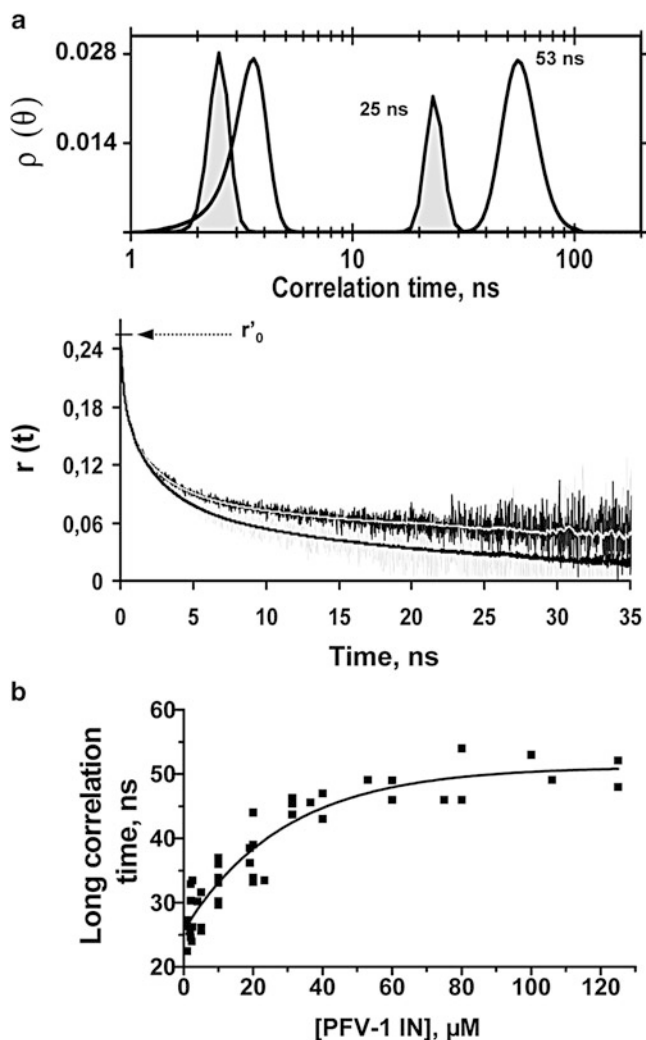 a
ρ (θ)
0.028
0.014
25 ns
53 ns
1
10
100
Correlation time, ns
r (t)
0,24
0,18
0,12
0,06
0
r'0
0
5
10
15
20
25
30
35
Time, ns
b
Long correlation
time, ns
60
50
40
30
20
0
20
40
60
80
100
120
[PFV-1 IN], µM